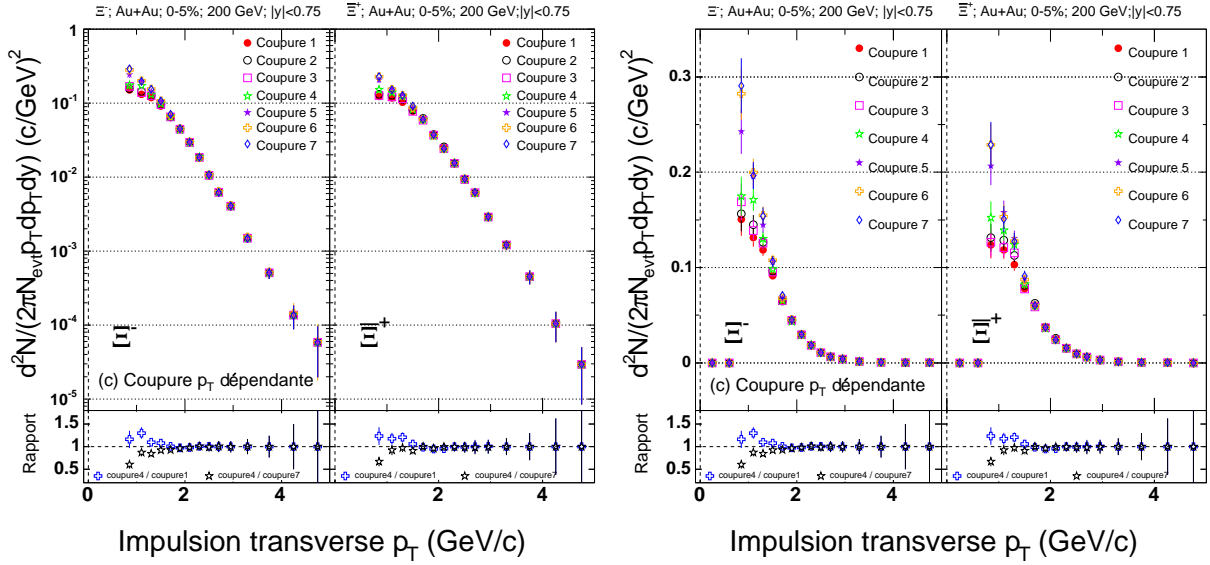 Ξ⁻; Au+Au; 0-5%; 200 GeV; |y|<0.75
Ξ̅⁺; Au+Au; 0-5%; 200 GeV;|y|<0.75
d²N/(2πN_evt p_T dp_T dy) (c/GeV)²
1
10⁻¹
10⁻²
10⁻³
10⁻⁴
10⁻⁵
Coupure 1
Coupure 2
Coupure 3
Coupure 4
Coupure 5
Coupure 6
Coupure 7
Coupure 1
Coupure 2
Coupure 3
Coupure 4
Coupure 5
Coupure 6
Coupure 7
Ξ⁻
Ξ̅⁺
(c) Coupure p_T dépendante
Rapport
1.5
1
0.5
coupure4 / coupure1
coupure4 / coupure7
coupure4 / coupure1
coupure4 / coupure7
0 2 4 2 4
Impulsion transverse p_T (GeV/c)
Ξ⁻; Au+Au; 0-5%; 200 GeV; |y|<0.75
Ξ̅⁺; Au+Au; 0-5%; 200 GeV;|y|<0.75
d²N/(2πN_evt p_T dp_T dy) (c/GeV)²
0.3
0.2
0.1
0
Coupure 1
Coupure 2
Coupure 3
Coupure 4
Coupure 5
Coupure 6
Coupure 7
Coupure 1
Coupure 2
Coupure 3
Coupure 4
Coupure 5
Coupure 6
Coupure 7
Ξ⁻
Ξ̅⁺
(c) Coupure p_T dépendante
Rapport
1.5
1
0.5
coupure4 / coupure1
coupure4 / coupure7
coupure4 / coupure1
coupure4 / coupure7
0 2 4 2 4
Impulsion transverse p_T (GeV/c)